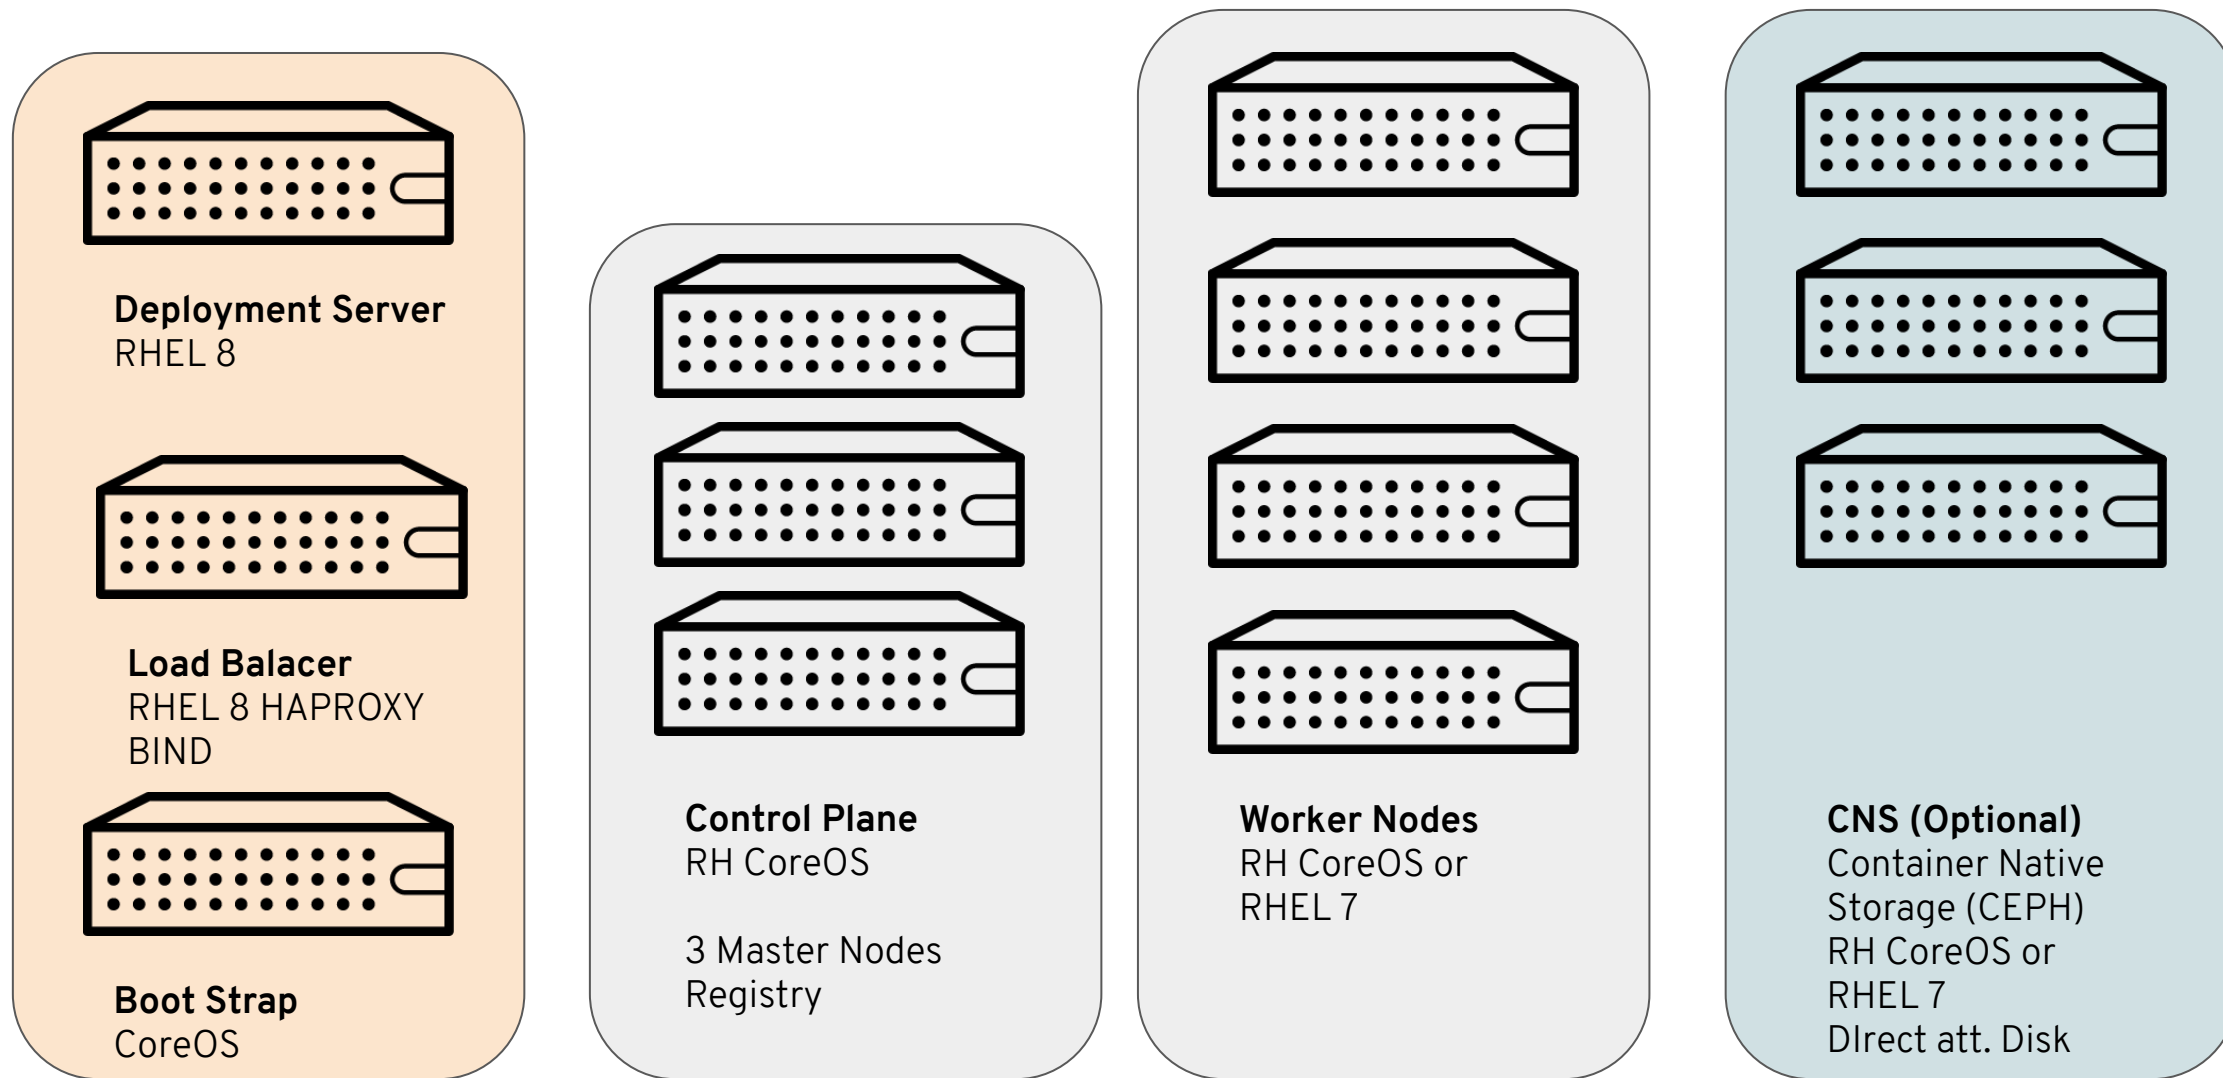 Deployment Server
RHEL 8
Load Balacer
RHEL 8 HAPROXY
BIND
Boot Strap
CoreOS
Control Plane
RH CoreOS
3 Master Nodes
Registry
Worker Nodes
RH CoreOS or
RHEL 7
CNS (Optional)
Container Native
Storage (CEPH)
RH CoreOS or
RHEL 7
DIrect att. Disk